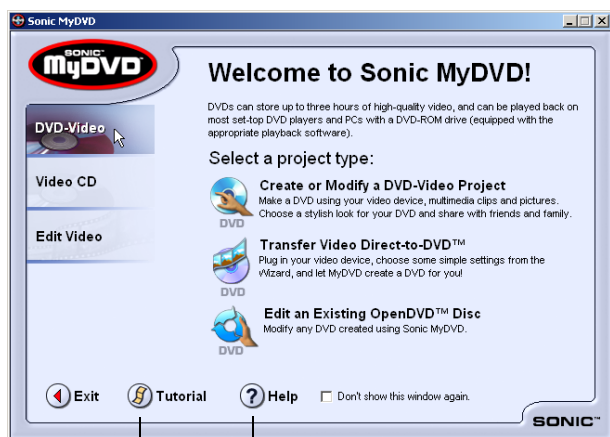 Sonic MyDVD
SONIC™
MyDVD™
Welcome to Sonic MyDVD!
DVDs can store up to three hours of high-quality video, and can be played back on
most set-top DVD players and PCs with a DVD-ROM drive (equipped with the
appropriate playback software).
DVD-Video
Video CD
Edit Video
Select a project type:
Create or Modify a DVD-Video Project
Make a DVD using your video device, multimedia clips and pictures.
Choose a stylish look for your DVD and share with friends and family.
DVD
Transfer Video Direct-to-DVD™
Plug in your video device, choose some simple settings from the
Wizard, and let MyDVD create a DVD for you!
DVD
Edit an Existing OpenDVD™ Disc
Modify any DVD created using Sonic MyDVD.
DVD
Exit
Tutorial
? Help
Don't show this window again.
SONIC™